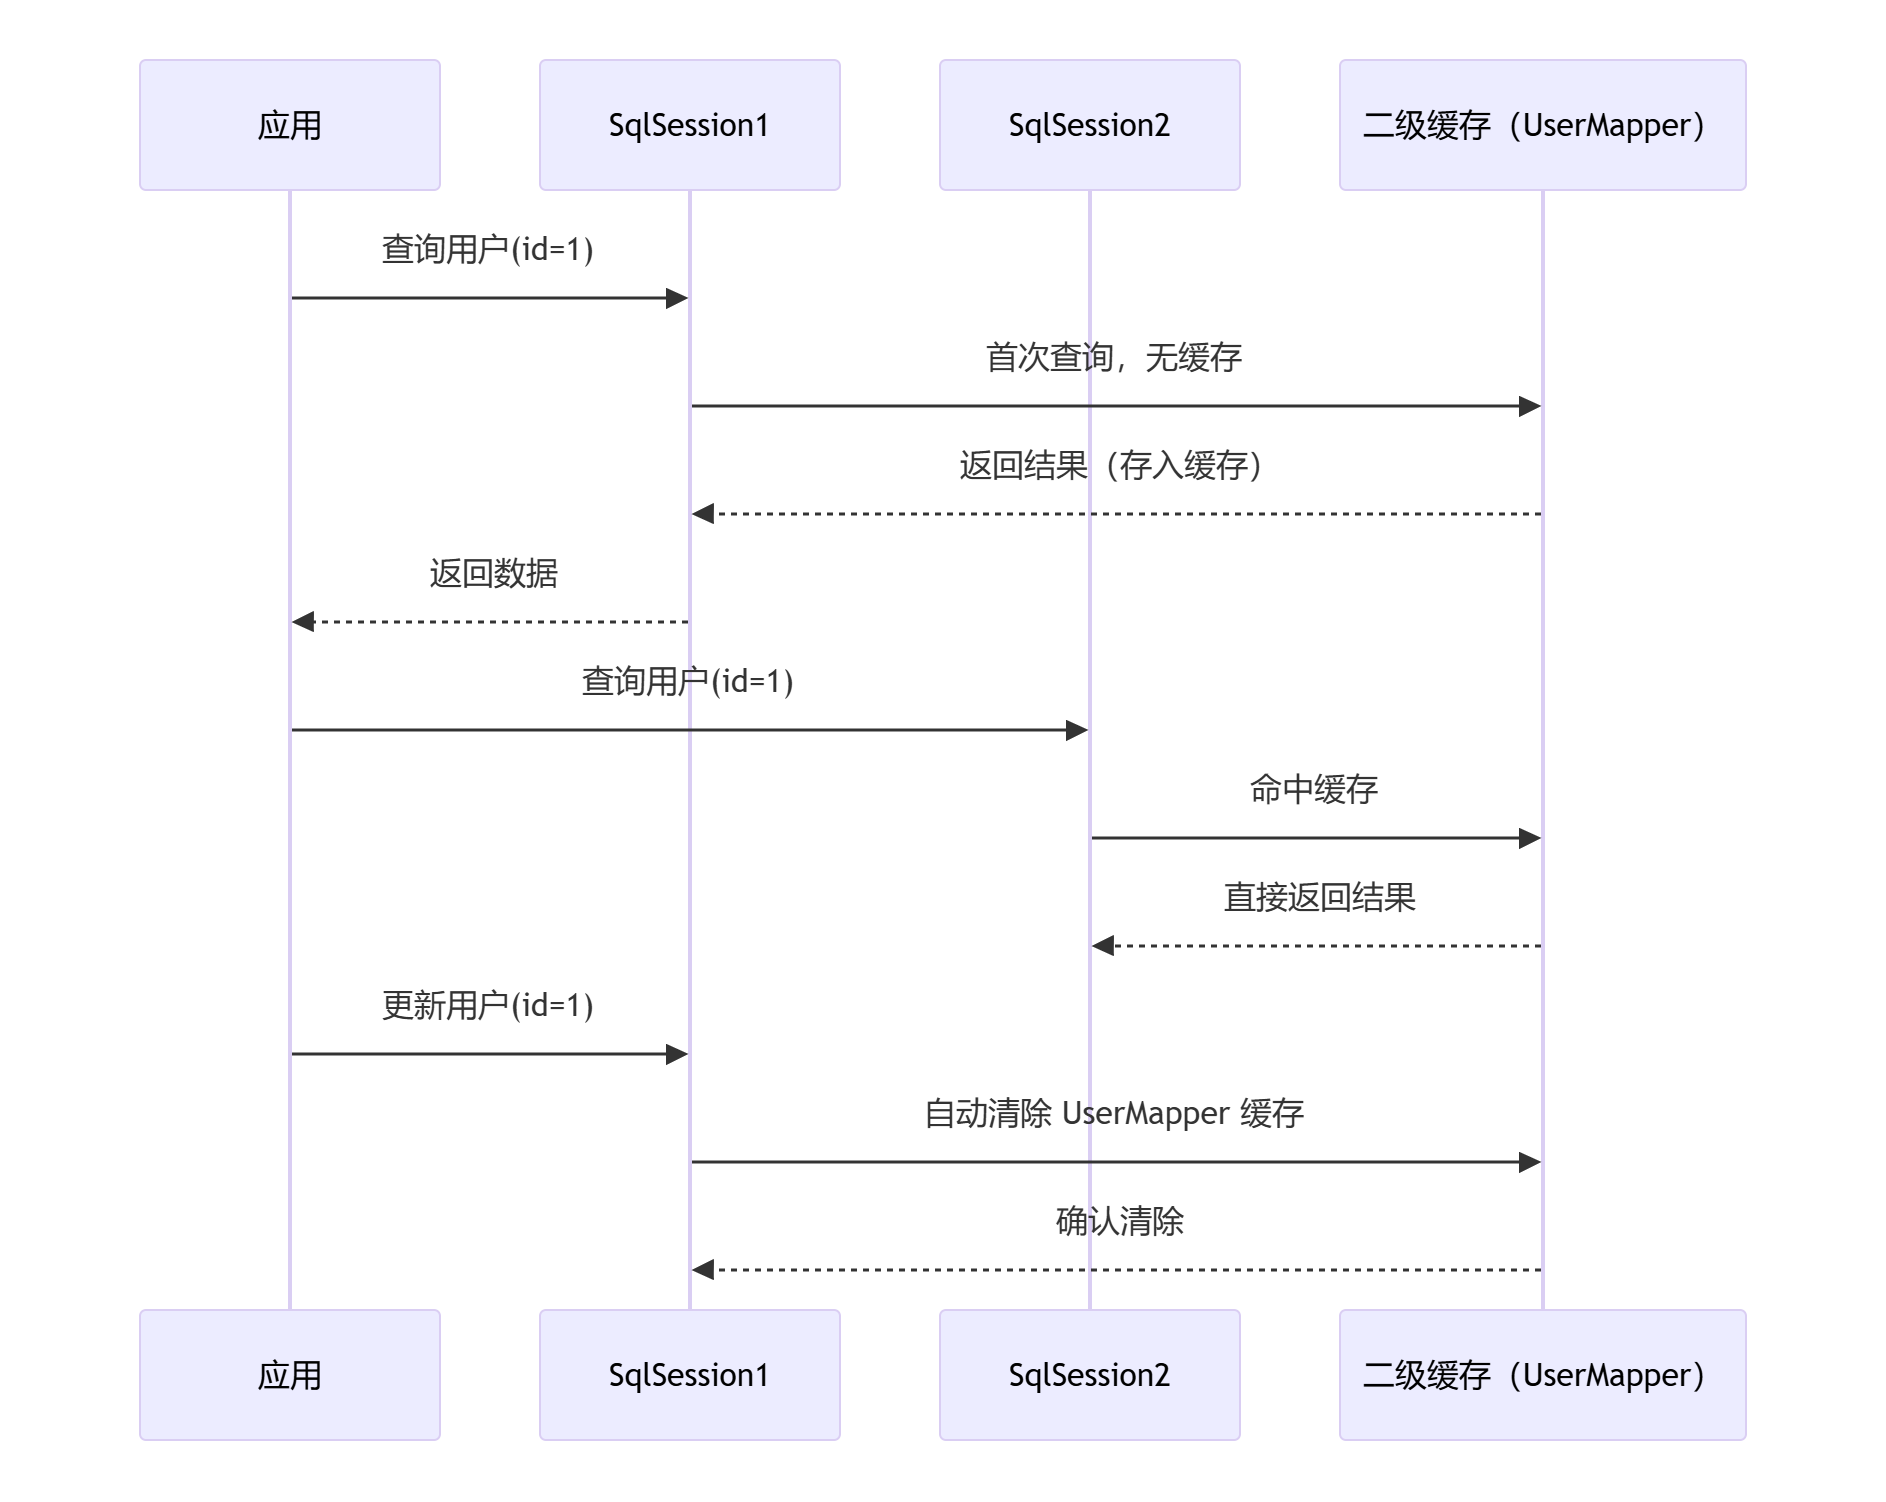 应用
SqlSession1
SqlSession2
二级缓存（UserMapper）
查询用户(id=1)
首次查询，无缓存
返回结果（存入缓存）
返回数据
查询用户(id=1)
命中缓存
直接返回结果
更新用户(id=1)
自动清除 UserMapper 缓存
确认清除
应用
SqlSession1
SqlSession2
二级缓存（UserMapper）